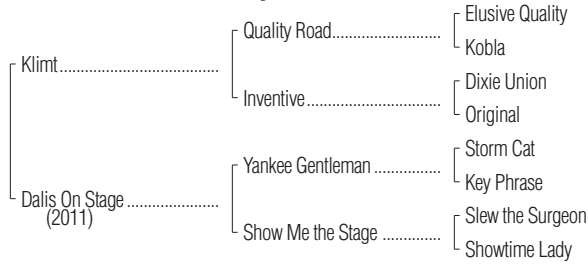 Elusive Quality
Quality Road
Kobla
Klimt
Dixie Union
Inventive
Original
Storm Cat
Yankee Gentleman
Key Phrase
Dalis On Stage
(2011)
Slew the Surgeon
Show Me the Stage
Showtime Lady